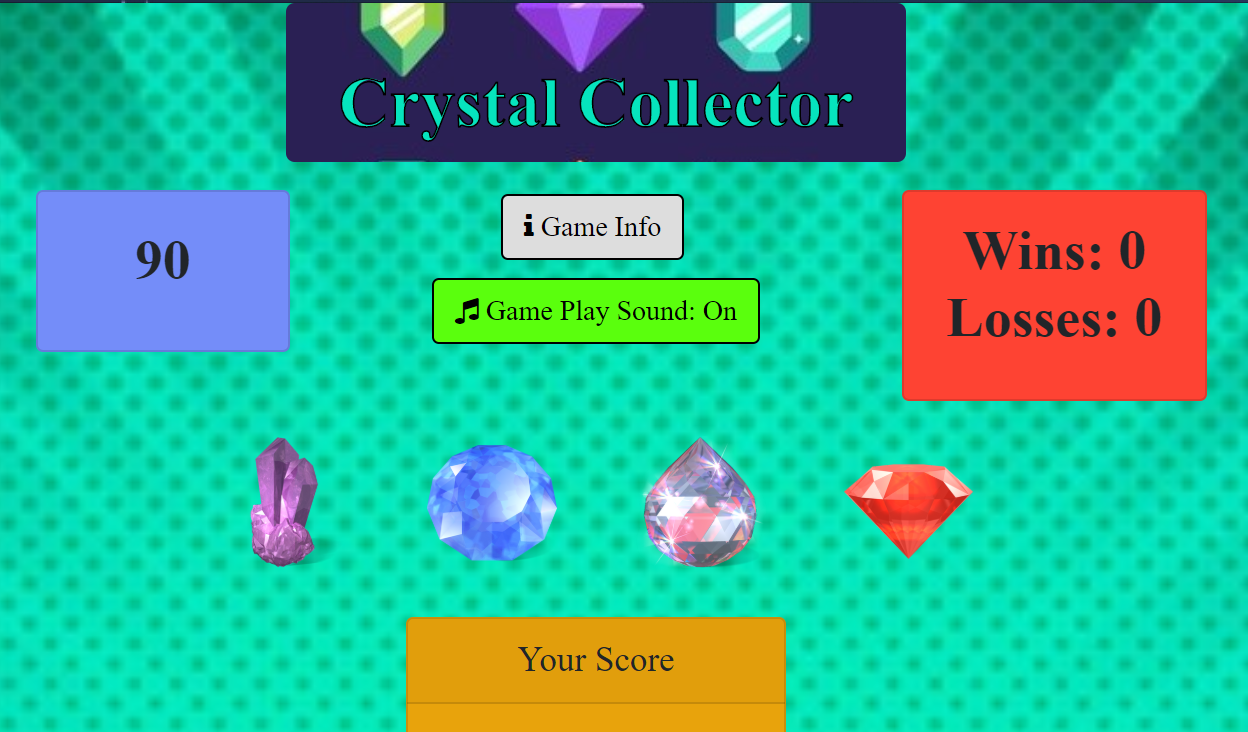 Crystal Collector
90
Game Info
Game Play Sound: On
Wins: 0
Losses: 0
Your Score